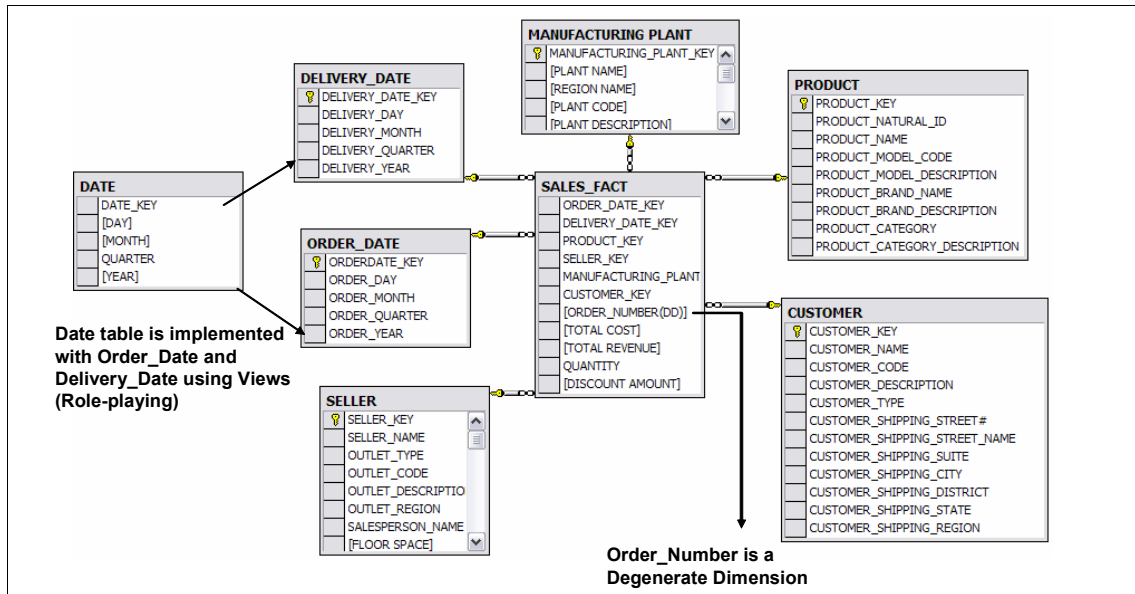 MANUFACTURING PLANT
MANUFACTURING_PLANT_KEY
[PLANT NAME]
[REGION NAME]
[PLANT CODE]
[PLANT DESCRIPTION]
DELIVERY_DATE
DELIVERY_DATE_KEY
DELIVERY_DAY
DELIVERY_MONTH
DELIVERY_QUARTER
DELIVERY_YEAR
PRODUCT
PRODUCT_KEY
PRODUCT_NATURAL_ID
PRODUCT_NAME
PRODUCT_MODEL_CODE
PRODUCT_MODEL_DESCRIPTION
PRODUCT_BRAND_NAME
PRODUCT_BRAND_DESCRIPTION
PRODUCT_CATEGORY
PRODUCT_CATEGORY_DESCRIPTION
DATE
DATE_KEY
[DAY]
[MONTH]
QUARTER
[YEAR]
SALES_FACT
ORDER_DATE_KEY
DELIVERY_DATE_KEY
PRODUCT_KEY
SELLER_KEY
MANUFACTURING_PLANT
CUSTOMER_KEY
[ORDER_NUMBER(DD)]
[TOTAL COST]
[TOTAL REVENUE]
QUANTITY
[DISCOUNT AMOUNT]
ORDER_DATE
ORDERDATE_KEY
ORDER_DAY
ORDER_MONTH
ORDER_QUARTER
ORDER_YEAR
CUSTOMER
CUSTOMER_KEY
CUSTOMER_NAME
CUSTOMER_CODE
CUSTOMER_DESCRIPTION
CUSTOMER_TYPE
CUSTOMER_SHIPPING_STREET#
CUSTOMER_SHIPPING_STREET_NAME
CUSTOMER_SHIPPING_SUITE
CUSTOMER_SHIPPING_CITY
CUSTOMER_SHIPPING_DISTRICT
CUSTOMER_SHIPPING_STATE
CUSTOMER_SHIPPING_REGION
Date table is implemented
with Order_Date and
Delivery_Date using Views
(Role-playing)
SELLER
SELLER_KEY
SELLER_NAME
OUTLET_TYPE
OUTLET_CODE
OUTLET_DESCRIPTIO
OUTLET_REGION
SALESPERSON_NAME
[FLOOR SPACE]
Order_Number is a
Degenerate Dimension